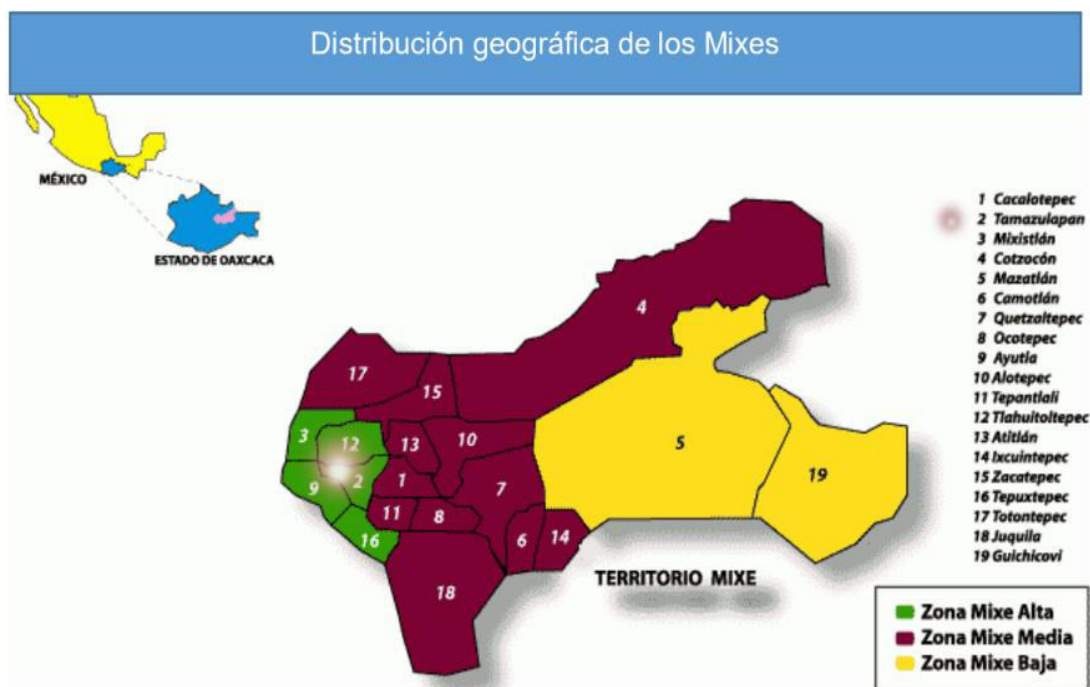 Distribución geográfica de los Mixes
MÉXICO
ESTADO DE OAXCACA
1 Cacalotepec
2 Tamazulapan
3 Mixistlán
4 Cotzocón
5 Mazatlán
6 Camotlán
7 Quetzaltepec
8 Ocotepec
9 Ayutla
10 Alotepec
11 Tepantlali
12 Tlahuitoltepec
13 Atitlán
14 Ixcuintepec
15 Zacatepec
16 Tepuxtepec
17 Totontepec
18 Juquila
19 Guichicovi
4
17
15
3
12
13
10
5
9
2
1
7
19
11
8
16
6
14
18
TERRITORIO MIXE
Zona Mixe Alta
Zona Mixe Media
Zona Mixe Baja